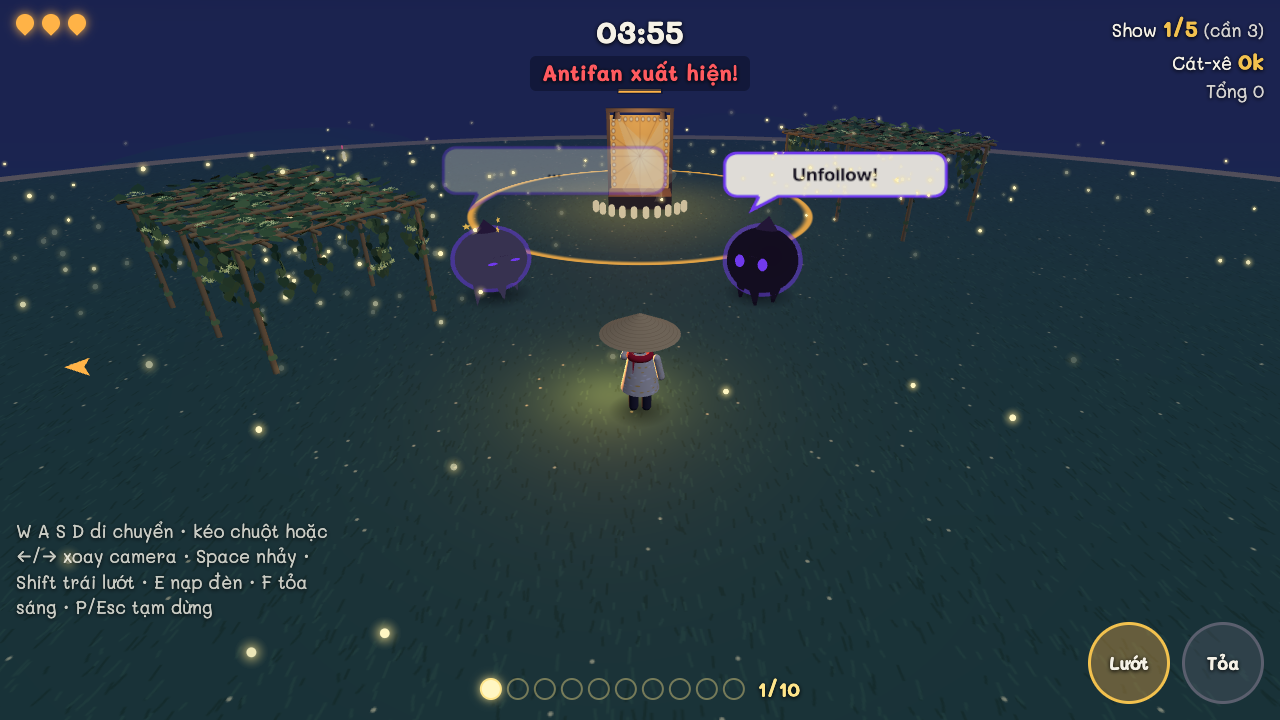 03:55
Antifan xuất hiện!
Show 1/5 (cần 3)
Cát-xê 0k
Tổng 0
Unfollow!
W A S D di chuyển · kéo chuột hoặc
←/→ xoay camera · Space nhảy ·
Shift trái lướt · E nạp đèn · F tỏa
sáng · P/Esc tạm dừng
1/10
Lướt
Tỏa